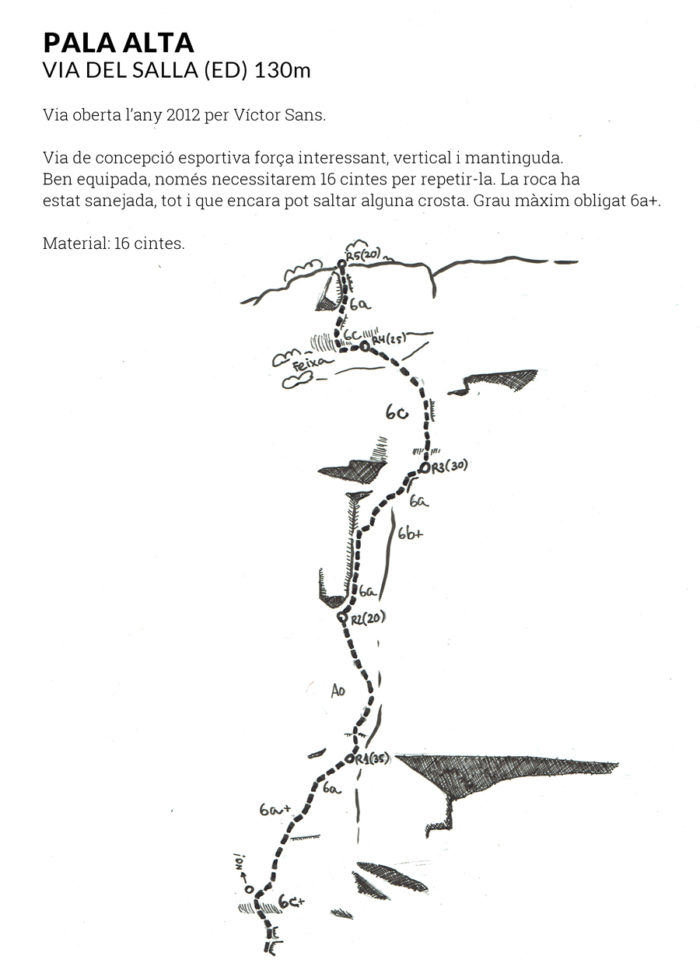 PALA ALTA
VIA DEL SALLA (ED) 130m
Via oberta l'any 2012 per Víctor Sans.
Via de concepció esportiva força interessant, vertical i mantinguda.
Ben equipada, només necessitarem 16 cintes per repetir-la. La roca ha
estat sanejada, tot i que encara pot saltar alguna crosta. Grau màxim obligat 6a+.
Material: 16 cintes.
R5(20)
6a
6c
R4(25)
Feixa
6c
R3(30)
6a
6b+
6a
R2(20)
A0
R1(35)
6a
6a+
NO!
6c+